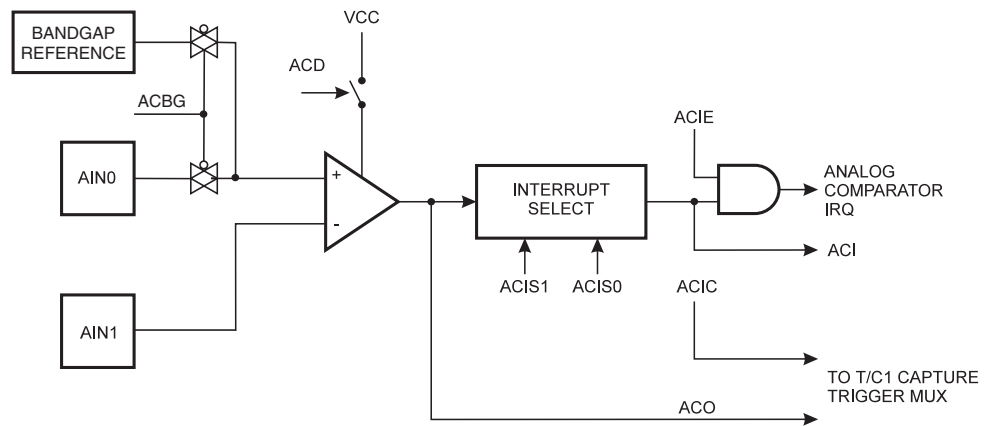 BANDGAP
REFERENCE
VCC
ACD
ACBG
ACIE
AIN0
+
-
INTERRUPT
SELECT
ANALOG
COMPARATOR
IRQ
ACI
ACIS1
ACIS0
ACIC
AIN1
TO T/C1 CAPTURE
TRIGGER MUX
ACO